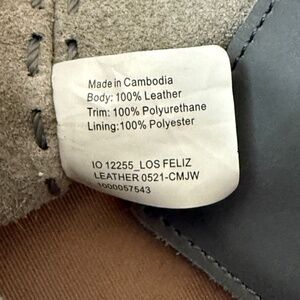 Made in Cambodia
Body: 100% Leather
Trim: 100% Polyurethane
Lining:100% Polyester
IO 12255_LOS FELIZ
LEATHER 0521-CMJW
1000057543